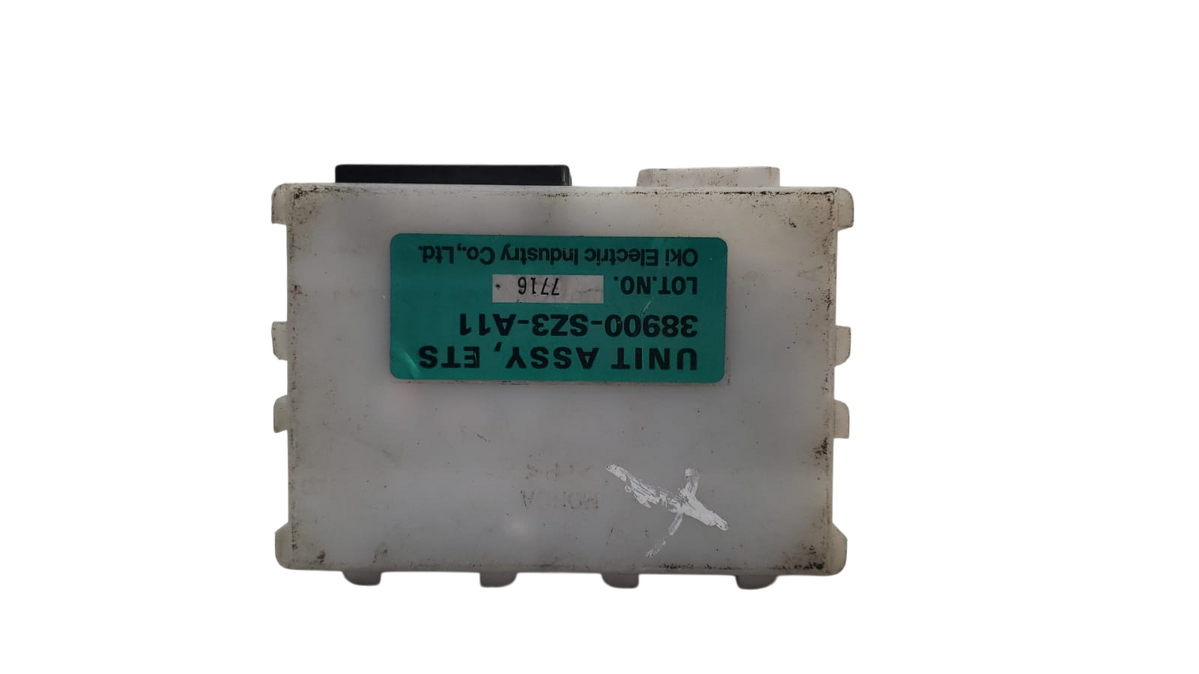 UNIT ASSY, ETS
38900-SZ3-A11
LOT.NO. 7716
Oki Electric Industry Co.,Ltd.